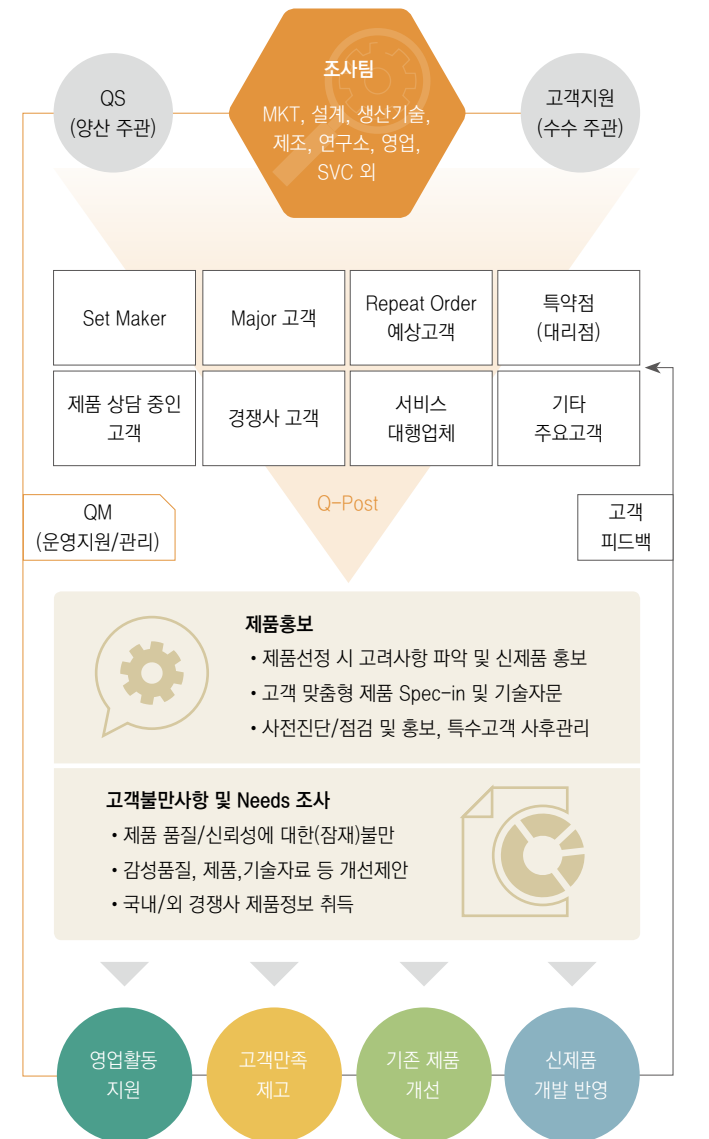 조사팀
QS
(양산 주관)
MKT, 설계, 생산기술,
제조, 연구소, 영업,
SVC 외
고객지원
(수수 주관)
Set Maker
Major 고객
Repeat Order
예상고객
특약점
(대리점)
제품 상담 중인
고객
경쟁사 고객
서비스
대행업체
기타
주요고객
Q-Post
QM
(운영지원/관리)
고객
피드백
제품홍보
• 제품선정 시 고려사항 파악 및 신제품 홍보
• 고객 맞춤형 제품 Spec-in 및 기술자문
• 사전진단/점검 및 홍보, 특수고객 사후관리
고객불만사항 및 Needs 조사
• 제품 품질/신뢰성에 대한(잠재)불만
• 감성품질, 제품,기술자료 등 개선제안
• 국내/외 경쟁사 제품정보 취득
영업활동
지원
고객만족
제고
기존 제품
개선
신제품
개발 반영